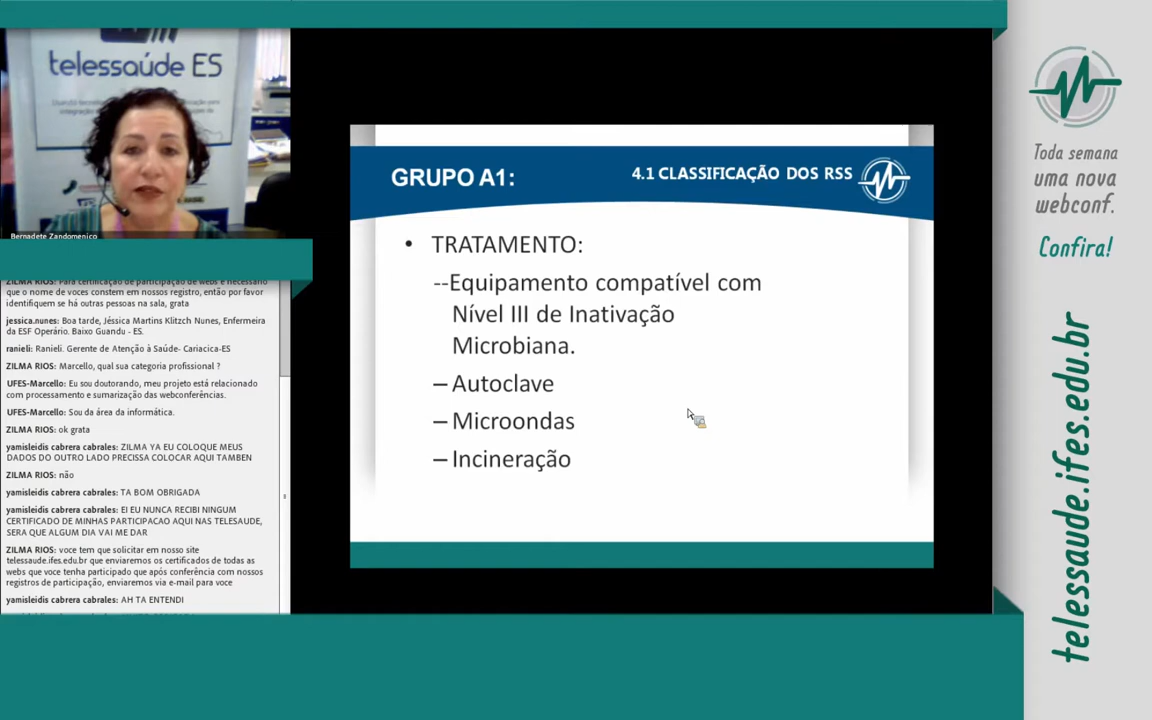 telessaúde ES
Bernadete Zandomenico
ZILMA RIOS: Para certificação de participação de webs é necessário
que o nome de voces constem em nossos registro, então por favor
identifiquem se há outras pessoas na sala, grata
jessica.nunes: Boa tarde, Jéssica Martins Klitzch Nunes, Enfermeira
da ESF Operário. Baixo Guandu - ES.
ranieli: Ranieli. Gerente de Atenção à Saúde- Cariacica-ES
ZILMA RIOS: Marcello, qual sua categoria profissional ?
UFES-Marcello: Eu sou doutorando, meu projeto está relacionado
com processamento e sumarização das webconferências.
UFES-Marcello: Sou da área da informática.
ZILMA RIOS: ok grata
yamisleidis cabrera cabrales: ZILMA YA EU COLOQUE MEUS
DADOS DO OUTRO LADO PRECISSA COLOCAR AQUI TAMBEN
ZILMA RIOS: não
yamisleidis cabrera cabrales: TA BOM OBRIGADA
yamisleidis cabrera cabrales: EI EU NUNCA RECIBI NINGUM
CERTIFICADO DE MINHAS PARTICIPACAO AQUI NAS TELESAUDE,
SERA QUE ALGUM DIA VAI ME DAR
ZILMA RIOS: voce tem que solicitar em nosso site
telessaude.ifes.edu.br que enviaremos os certificados de todas as
webs que voce tenha participado que após conferência com nossos
registros de participação, enviaremos via e-mail para voce
yamisleidis cabrera cabrales: AH TA ENTENDI
GRUPO A1:
4.1 CLASSIFICAÇÃO DOS RSS
• TRATAMENTO:
--Equipamento compatível com
Nível III de Inativação
Microbiana.
– Autoclave
– Microondas
– Incineração
Toda semana
uma nova
webconf.
Confira!
telessaude.ifes.edu.br